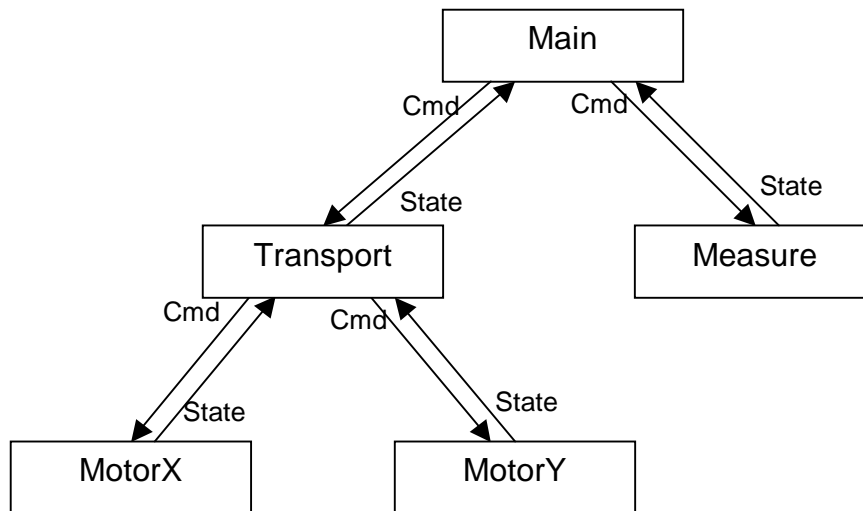 Main
Cmd
Cmd
State
State
Transport
Measure
Cmd
Cmd
State
State
MotorX
MotorY